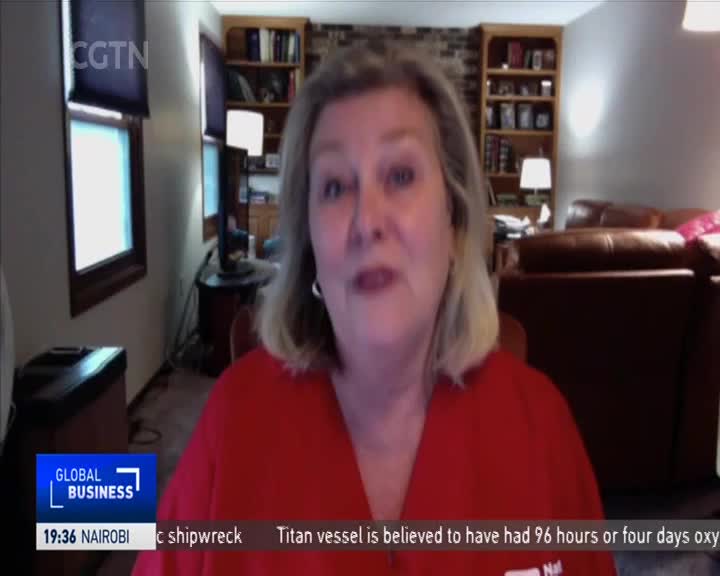 CGTN
GLOBAL
BUSINESS
19:36 NAIROBI
c shipwreck Titan vessel is believed to have had 96 hours or four days oxy
Nat